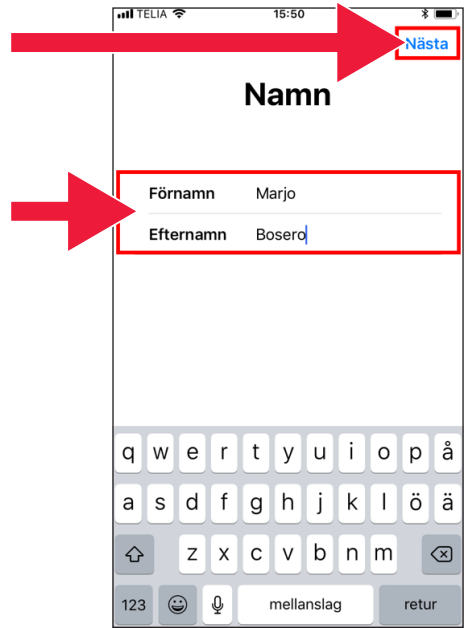 TELIA 15:50
Nästa
Namn
Förnamn Marjo
Efternamn Bosero
q w e r t y u i o p å
a s d f g h j k l ö ä
z x c v b n m
123 mellanslag retur